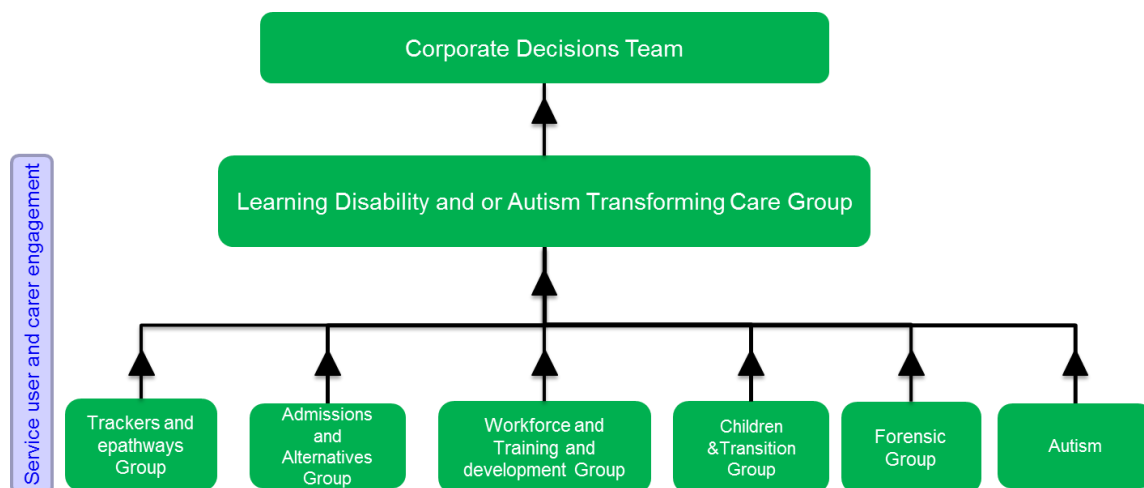 Corporate Decisions Team
Learning Disability and or Autism Transforming Care Group
Service user and carer engagement
Trackers and
epathways
Group
Admissions
and
Alternatives
Group
Workforce and
Training and
development Group
Children
&Transition
Group
Forensic
Group
Autism